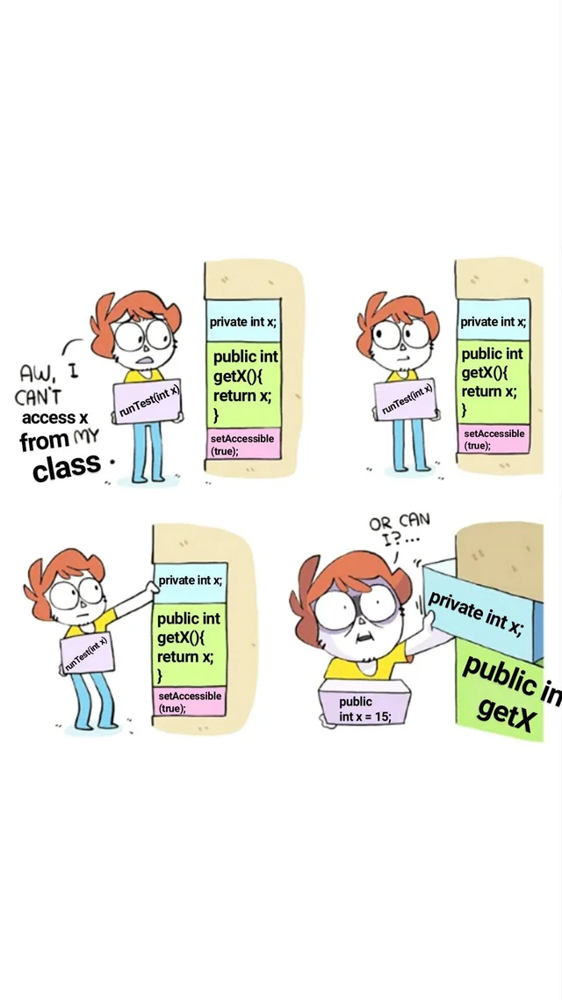 AW, I
CAN'T
access x
from MY
class.
runTest(int x)
private int x;
public int
getX(){
return x;
}
setAccessible
(true);
runTest(int x)
private int x;
public int
getX(){
return x;
}
setAccessible
(true);
runTest(int x)
private int x;
public int
getX(){
return x;
}
setAccessible
(true);
OR CAN
I?...
private int x;
public in
getX
public
int x = 15;